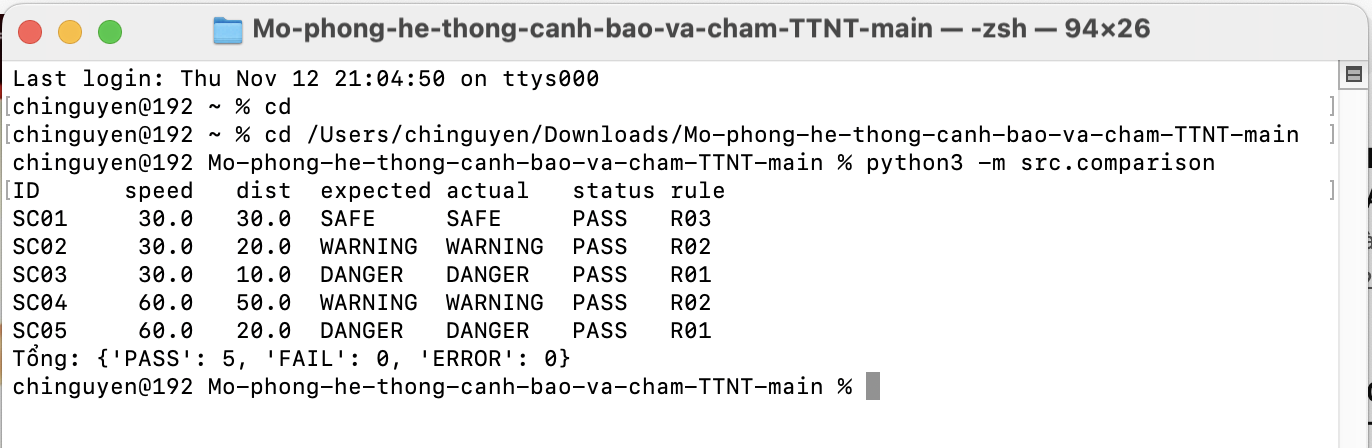 Mo-phong-he-thong-canh-bao-va-cham-TTNT-main — -zsh — 94×26
Last login: Thu Nov 12 21:04:50 on ttys000
[chinguyen@192 ~ % cd ]
[chinguyen@192 ~ % cd /Users/chinguyen/Downloads/Mo-phong-he-thong-canh-bao-va-cham-TTNT-main ]
chinguyen@192 Mo-phong-he-thong-canh-bao-va-cham-TTNT-main % python3 -m src.comparison
[ID speed dist expected actual status rule ]
SC01 30.0 30.0 SAFE SAFE PASS R03
SC02 30.0 20.0 WARNING WARNING PASS R02
SC03 30.0 10.0 DANGER DANGER PASS R01
SC04 60.0 50.0 WARNING WARNING PASS R02
SC05 60.0 20.0 DANGER DANGER PASS R01
Tổng: {'PASS': 5, 'FAIL': 0, 'ERROR': 0}
chinguyen@192 Mo-phong-he-thong-canh-bao-va-cham-TTNT-main %